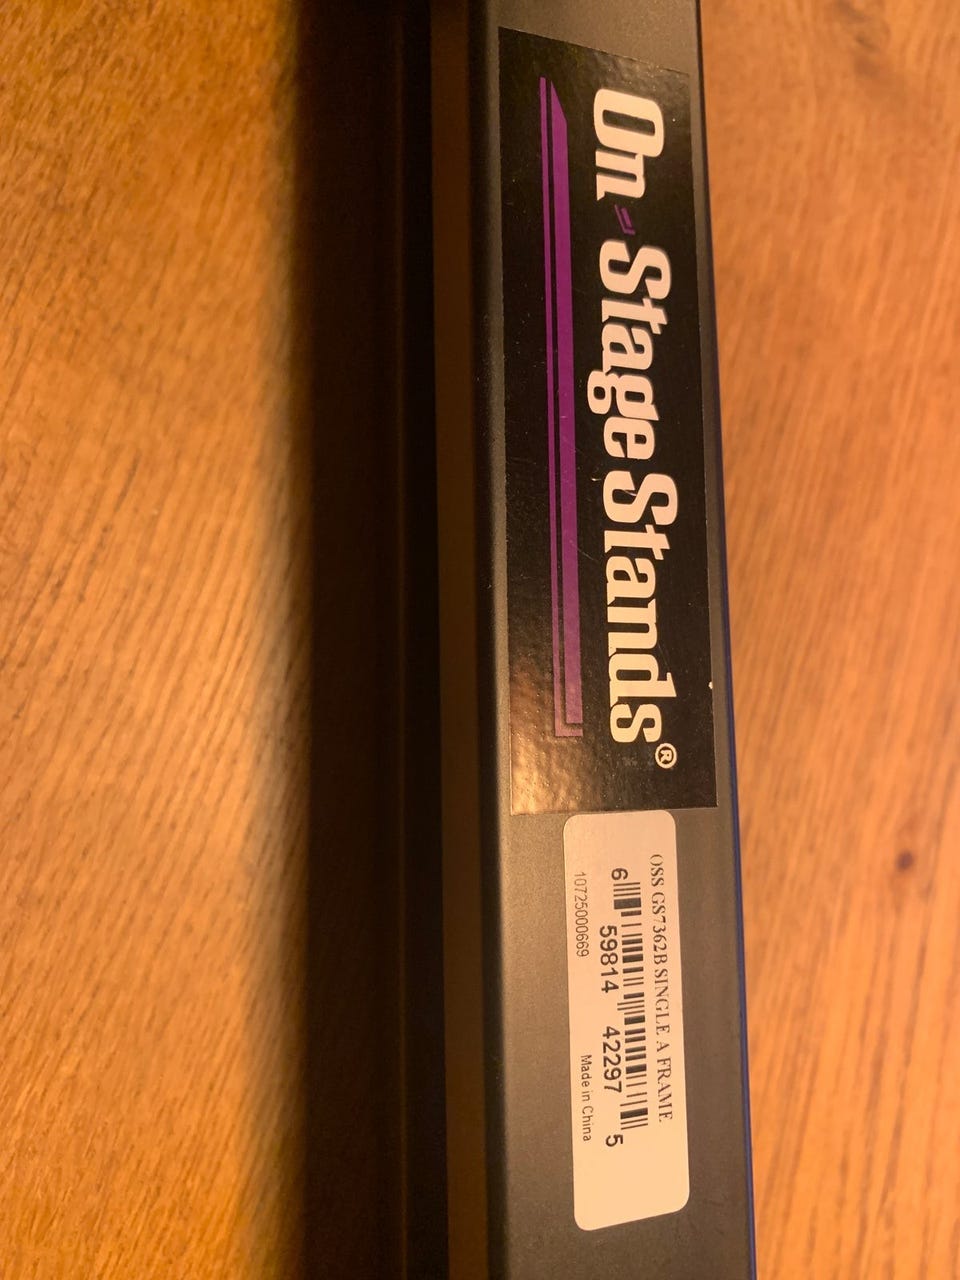 On-Stage Stands®
OSS GS7362B SINGLE A FRAME
6 59814 42297 5
10725000669 Made in China